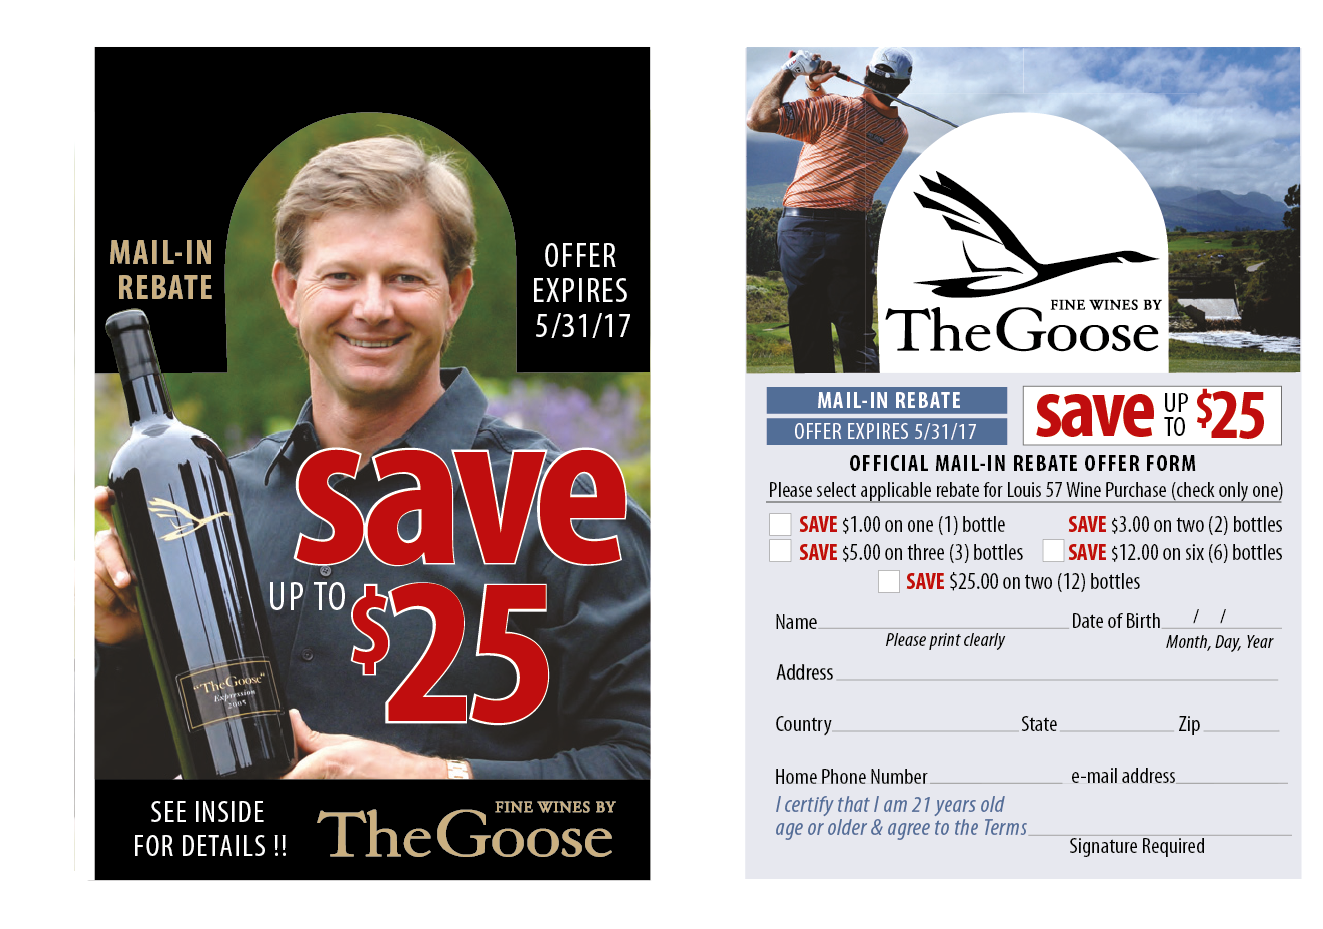 MAIL-IN
REBATE
OFFER
EXPIRES
5/31/17
save
UP TO $25
"TheGoose"
Expression
2005
SEE INSIDE
FOR DETAILS !!
FINE WINES BY
The Goose
FINE WINES BY
The Goose
MAIL-IN REBATE
OFFER EXPIRES 5/31/17
save UP TO $25
OFFICIAL MAIL-IN REBATE OFFER FORM
Please select applicable rebate for Louis 57 Wine Purchase (check only one)
SAVE $1.00 on one (1) bottle SAVE $3.00 on two (2) bottles
SAVE $5.00 on three (3) bottles SAVE $12.00 on six (6) bottles
SAVE $25.00 on two (12) bottles
Name Date of Birth / /
Please print clearly Month, Day, Year
Address
Country State Zip
Home Phone Number e-mail address
I certify that I am 21 years old
age or older & agree to the Terms
Signature Required